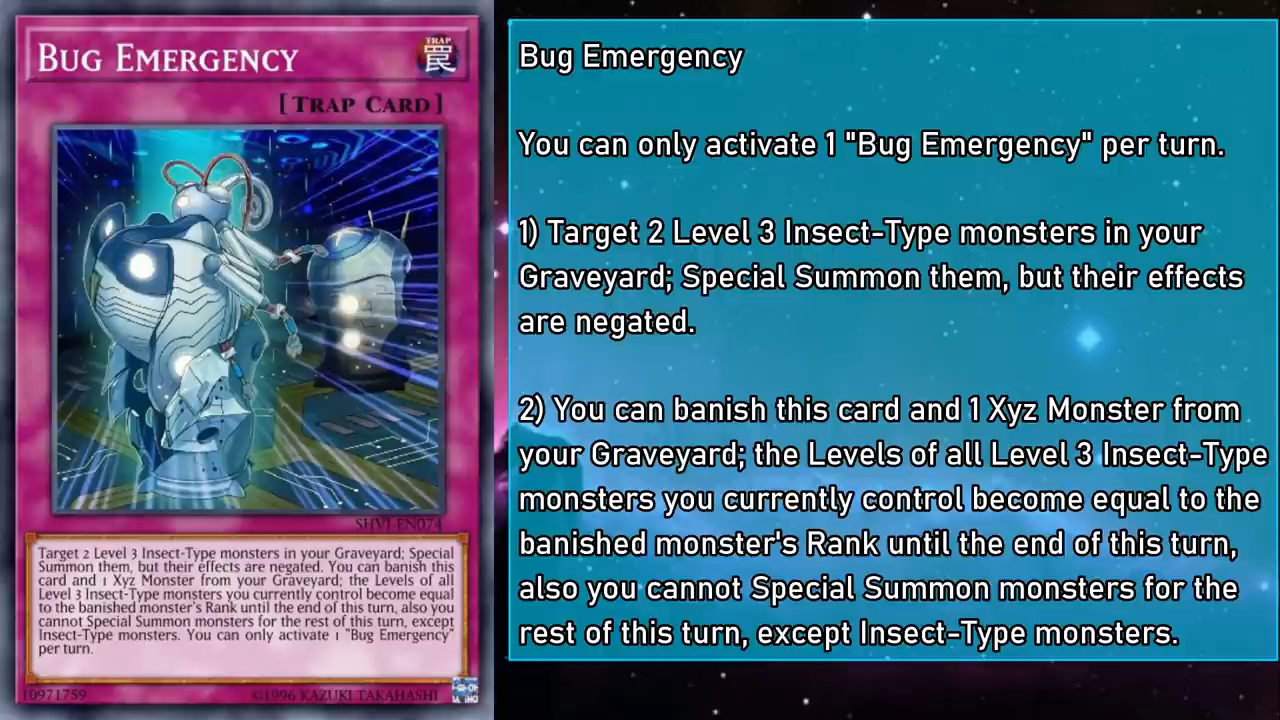 BUG EMERGENCY
TRAP
罠
[TRAP CARD]
SHVI-EN074
Target 2 Level 3 Insect-Type monsters in your Graveyard; Special
Summon them, but their effects are negated. You can banish this
card and 1 Xyz Monster from your Graveyard; the Levels of all
Level 3 Insect-Type monsters you currently control become equal
to the banished monster's Rank until the end of this turn, also you
cannot Special Summon monsters for the rest of this turn, except
Insect-Type monsters. You can only activate 1 "Bug Emergency"
per turn.
10971759
©1996 KAZUKI TAKAHASHI
Bug Emergency
You can only activate 1 "Bug Emergency" per turn.
1) Target 2 Level 3 Insect-Type monsters in your
Graveyard; Special Summon them, but their effects
are negated.
2) You can banish this card and 1 Xyz Monster from
your Graveyard; the Levels of all Level 3 Insect-Type
monsters you currently control become equal to the
banished monster's Rank until the end of this turn,
also you cannot Special Summon monsters for the
rest of this turn, except Insect-Type monsters.